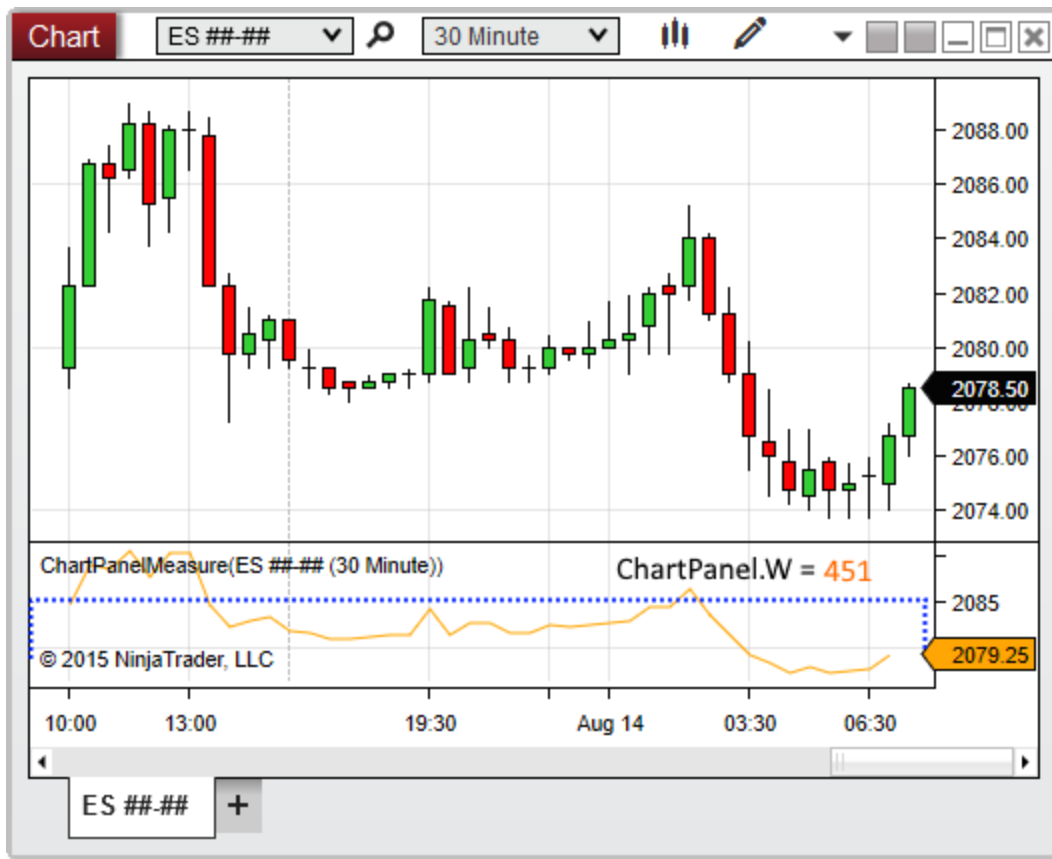 Chart ES ##-## 30 Minute
2088.00
2086.00
2084.00
2082.00
2080.00
2078.50
2078.00
2076.00
2074.00
ChartPanelMeasure(ES ##-## (30 Minute)) ChartPanel.W = 451
2085
© 2015 NinjaTrader, LLC 2079.25
10:00 13:00 19:30 Aug 14 03:30 06:30
ES ##-## +